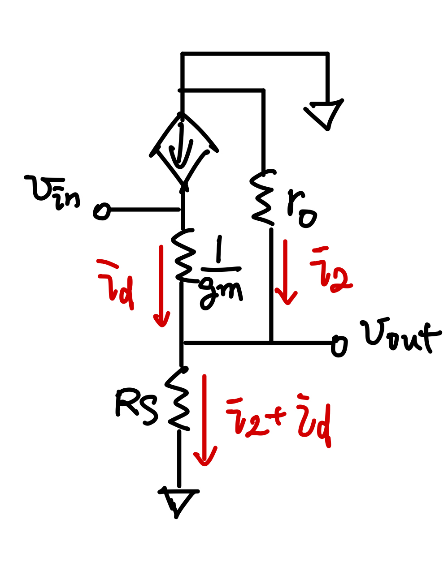 Vin
ro
1/gm
id
i2
Vout
RS
i2 + id